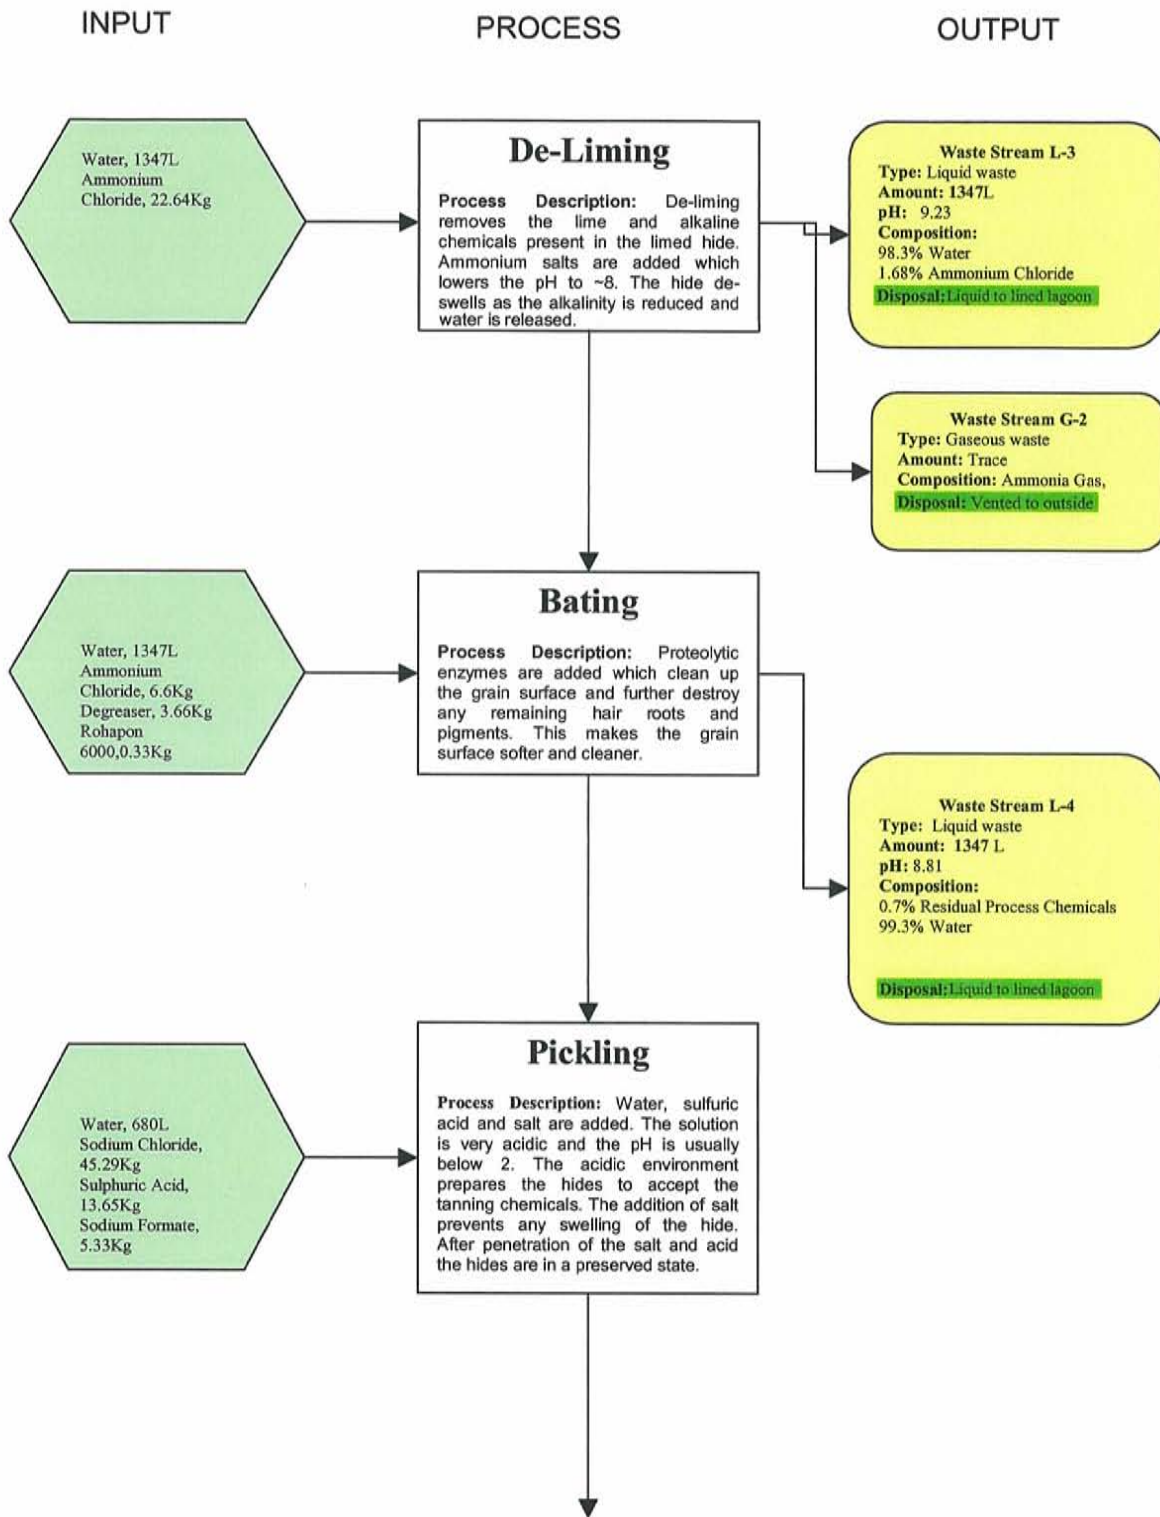 INPUT
PROCESS
OUTPUT
Water, 1347L
Ammonium
Chloride, 22.64Kg
De-Liming
Process Description: De-liming
removes the lime and alkaline
chemicals present in the limed hide.
Ammonium salts are added which
lowers the pH to ~8. The hide de-
swells as the alkalinity is reduced and
water is released.
Waste Stream L-3
Type: Liquid waste
Amount: 1347L
pH: 9.23
Composition:
98.3% Water
1.68% Ammonium Chloride
Disposal:Liquid to lined lagoon
Waste Stream G-2
Type: Gaseous waste
Amount: Trace
Composition: Ammonia Gas,
Disposal: Vented to outside
Water, 1347L
Ammonium
Chloride, 6.6Kg
Degreaser, 3.66Kg
Rohapon
6000,0.33Kg
Bating
Process Description: Proteolytic
enzymes are added which clean up
the grain surface and further destroy
any remaining hair roots and
pigments. This makes the grain
surface softer and cleaner.
Waste Stream L-4
Type: Liquid waste
Amount: 1347 L
pH: 8.81
Composition:
0.7% Residual Process Chemicals
99.3% Water
Disposal:Liquid to lined lagoon
Water, 680L
Sodium Chloride,
45.29Kg
Sulphuric Acid,
13.65Kg
Sodium Formate,
5.33Kg
Pickling
Process Description: Water, sulfuric
acid and salt are added. The solution
is very acidic and the pH is usually
below 2. The acidic environment
prepares the hides to accept the
tanning chemicals. The addition of salt
prevents any swelling of the hide.
After penetration of the salt and acid
the hides are in a preserved state.